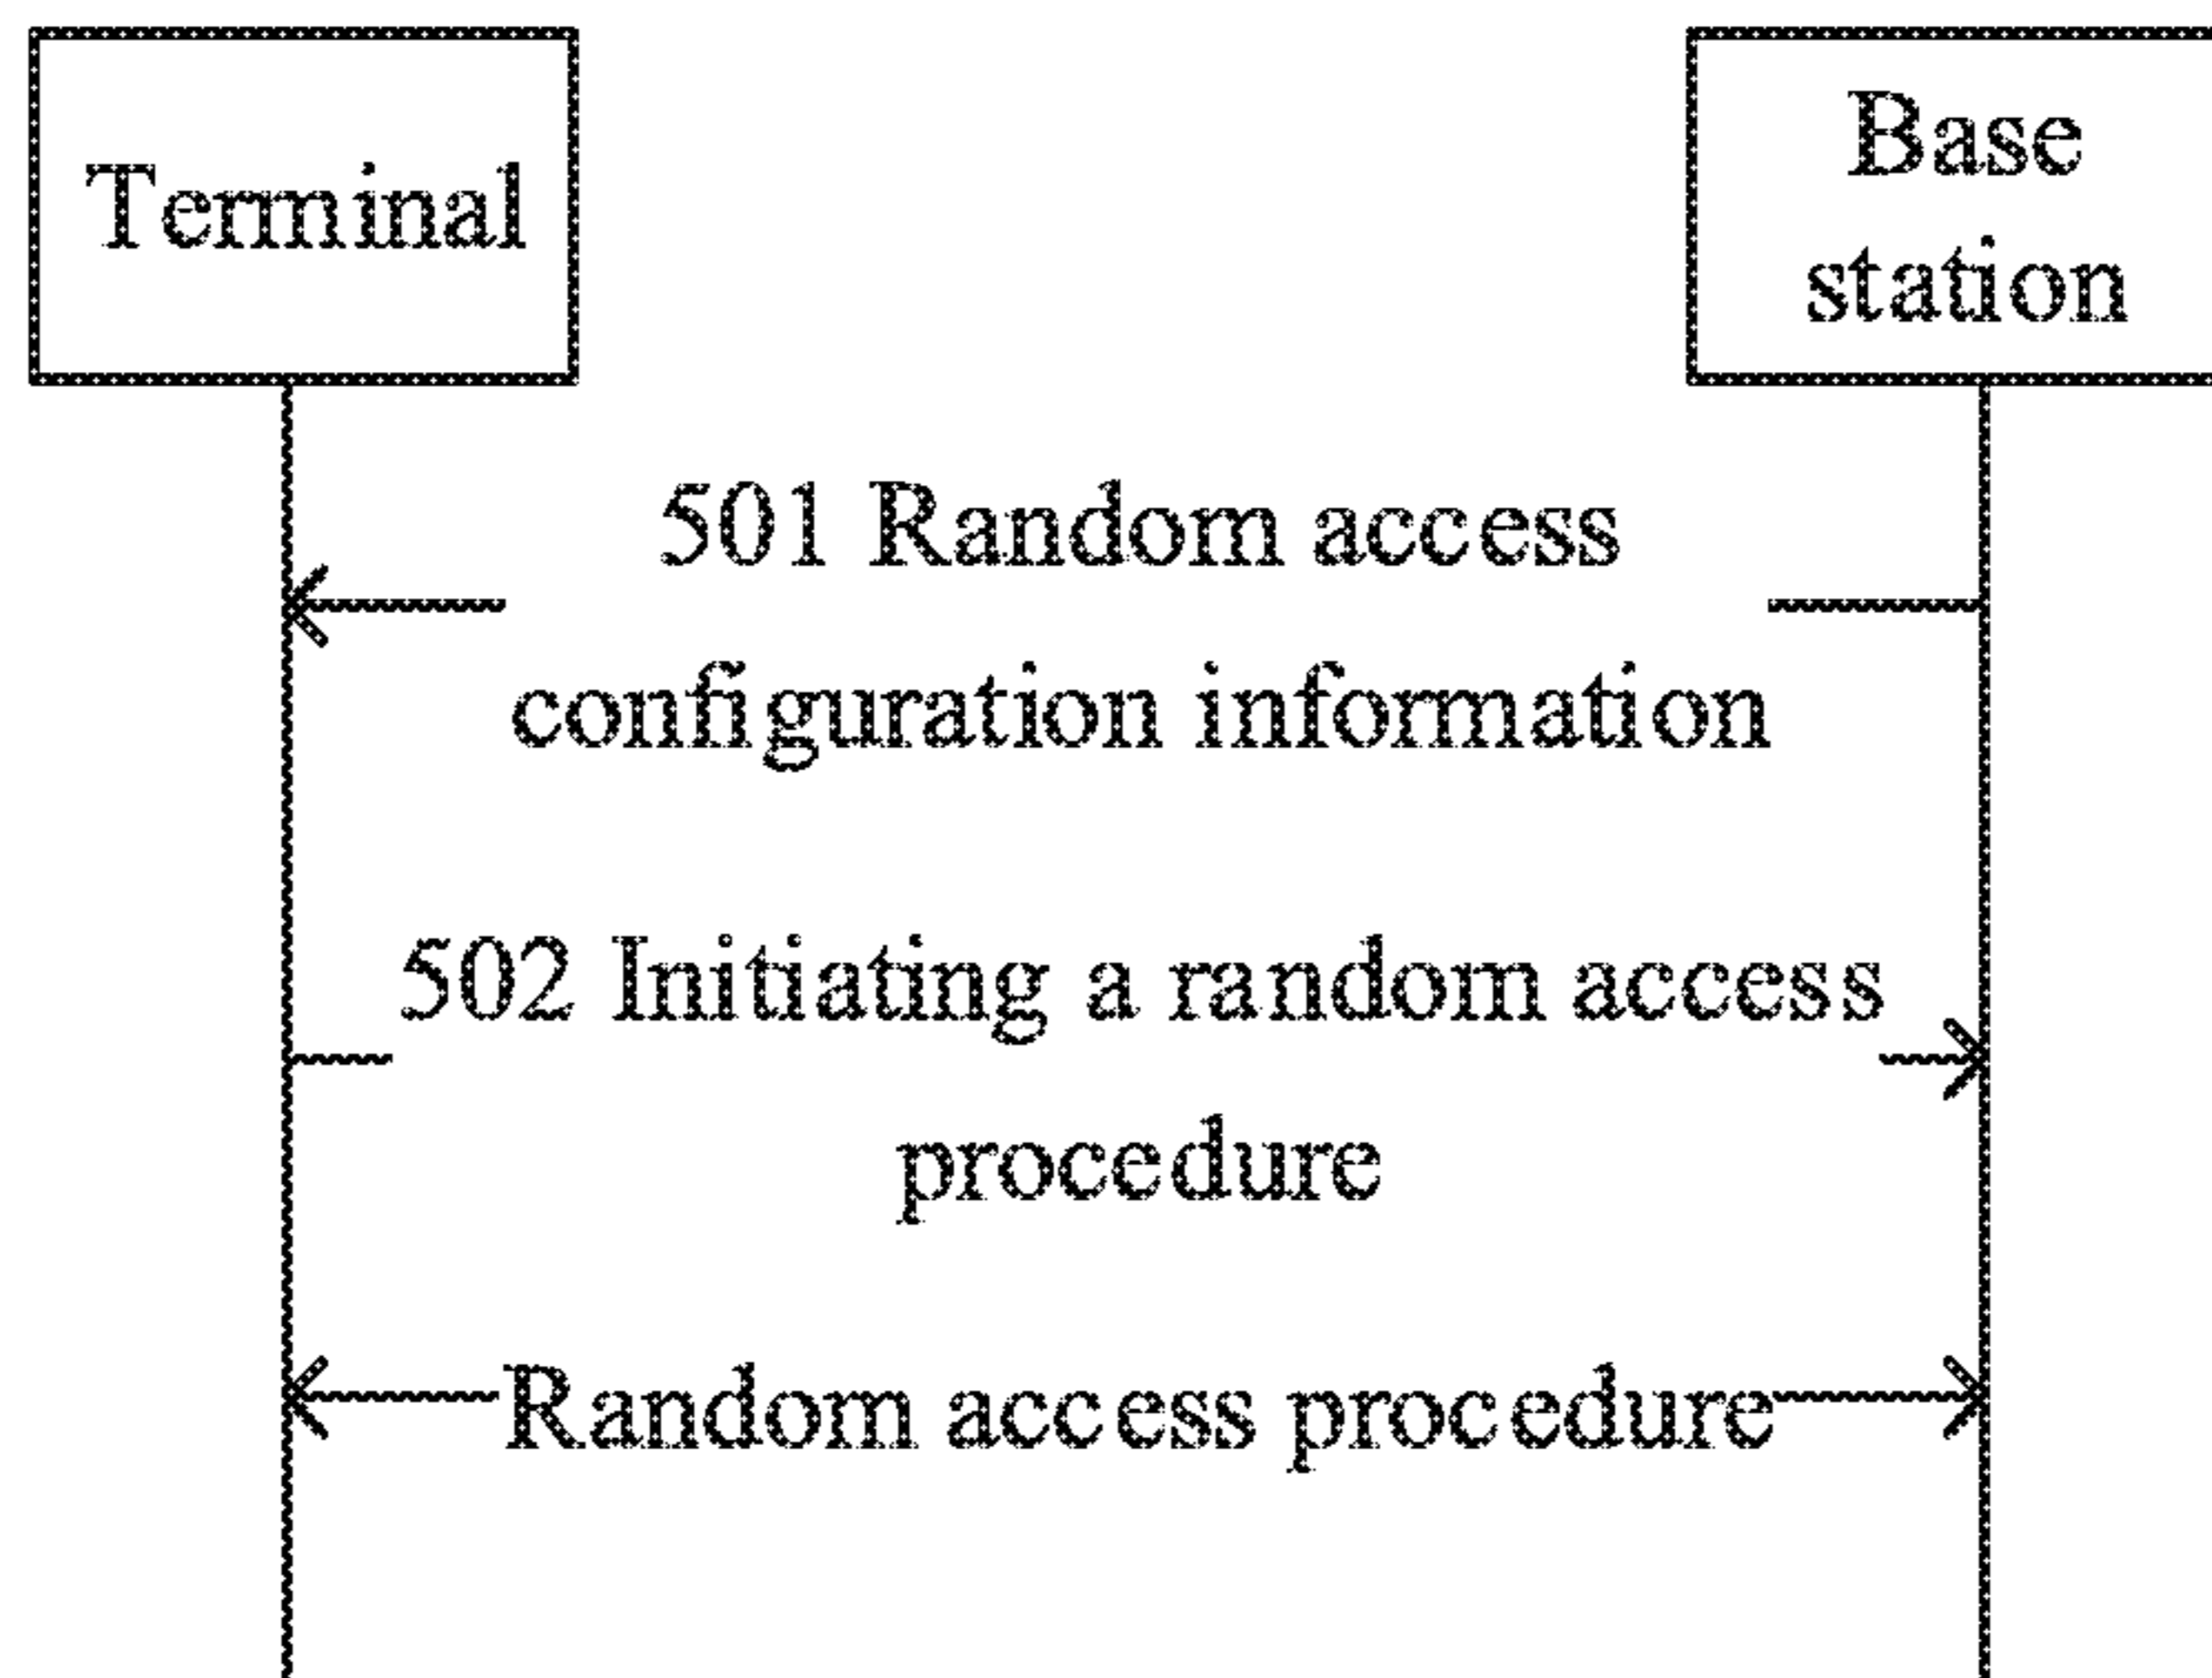 Terminal
Base
station
501 Random access
configuration information
502 Initiating a random access
procedure
Random access procedure